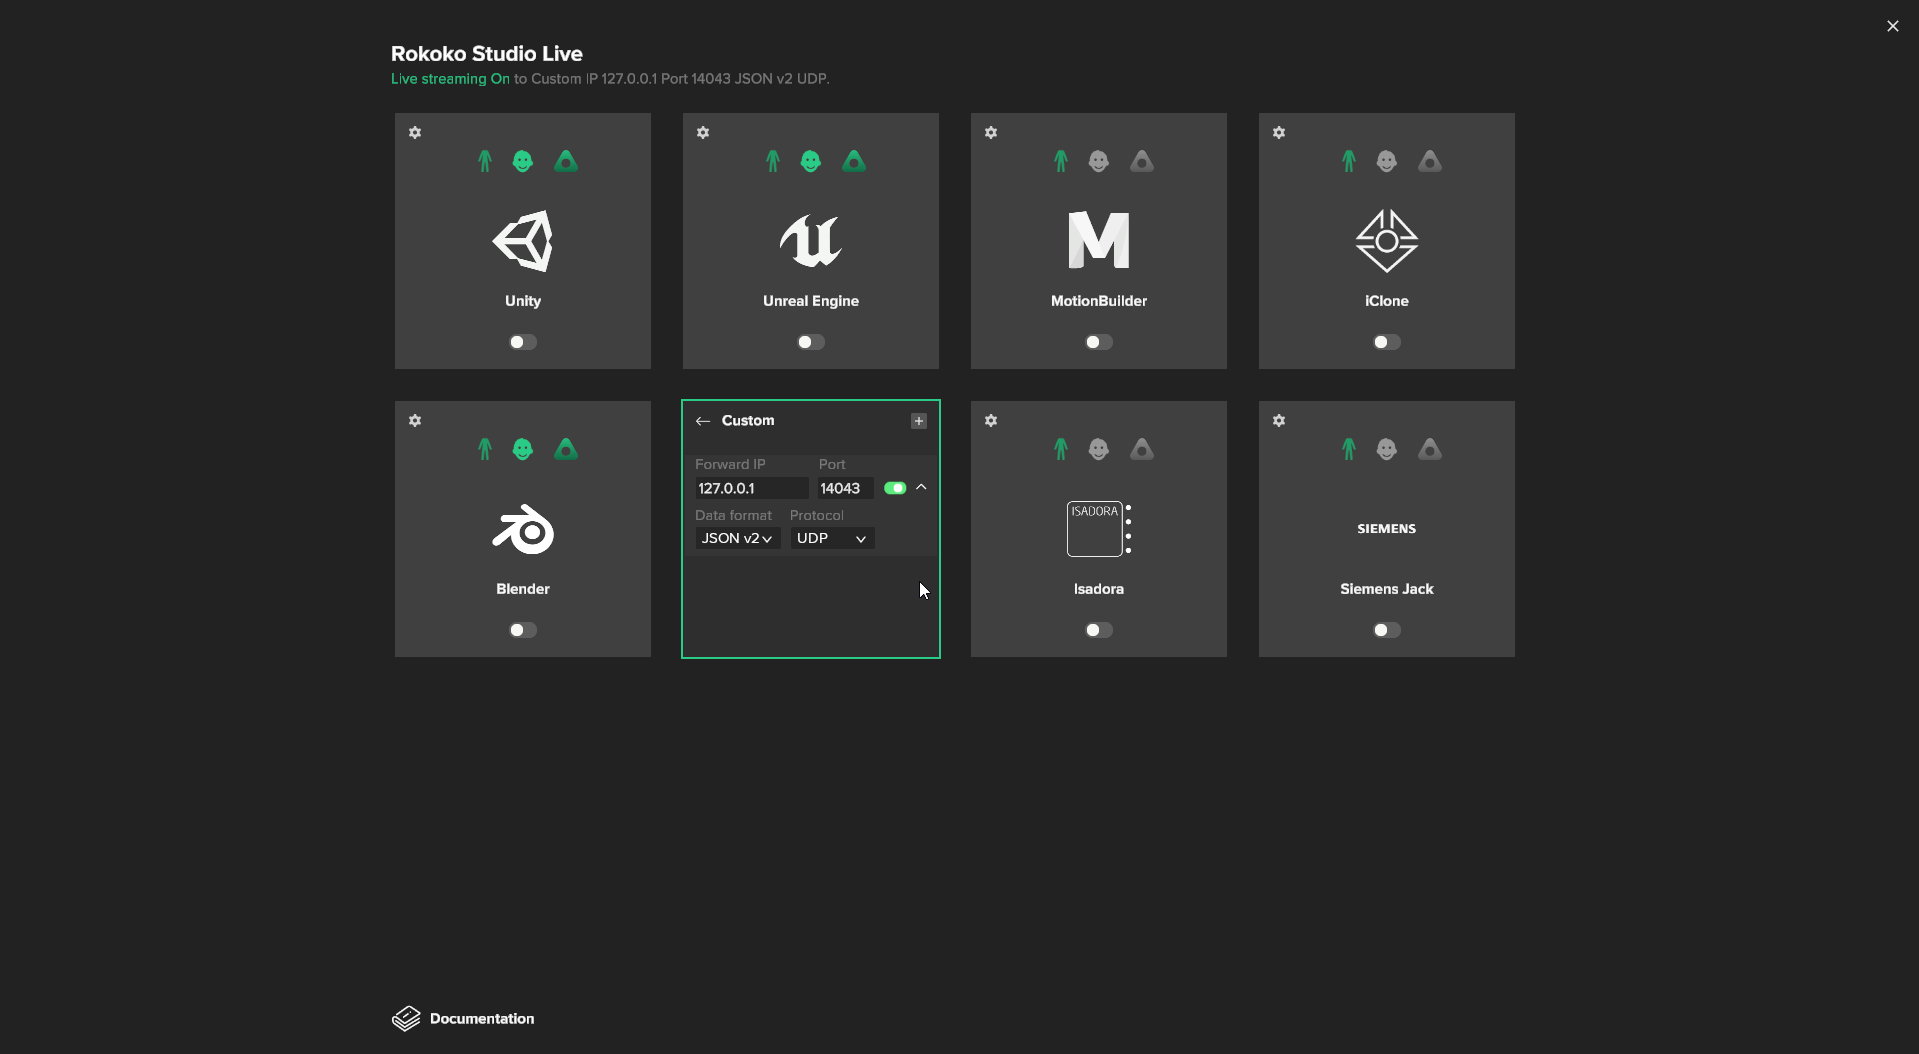 Rokoko Studio Live
Live streaming On to Custom IP 127.0.0.1 Port 14043 JSON v2 UDP.
Unity
Unreal Engine
MotionBuilder
iClone
Blender
Custom
Forward IP
Port
127.0.0.1
14043
Data format
Protocol
JSON v2
UDP
ISADORA
Isadora
SIEMENS
Siemens Jack
Documentation